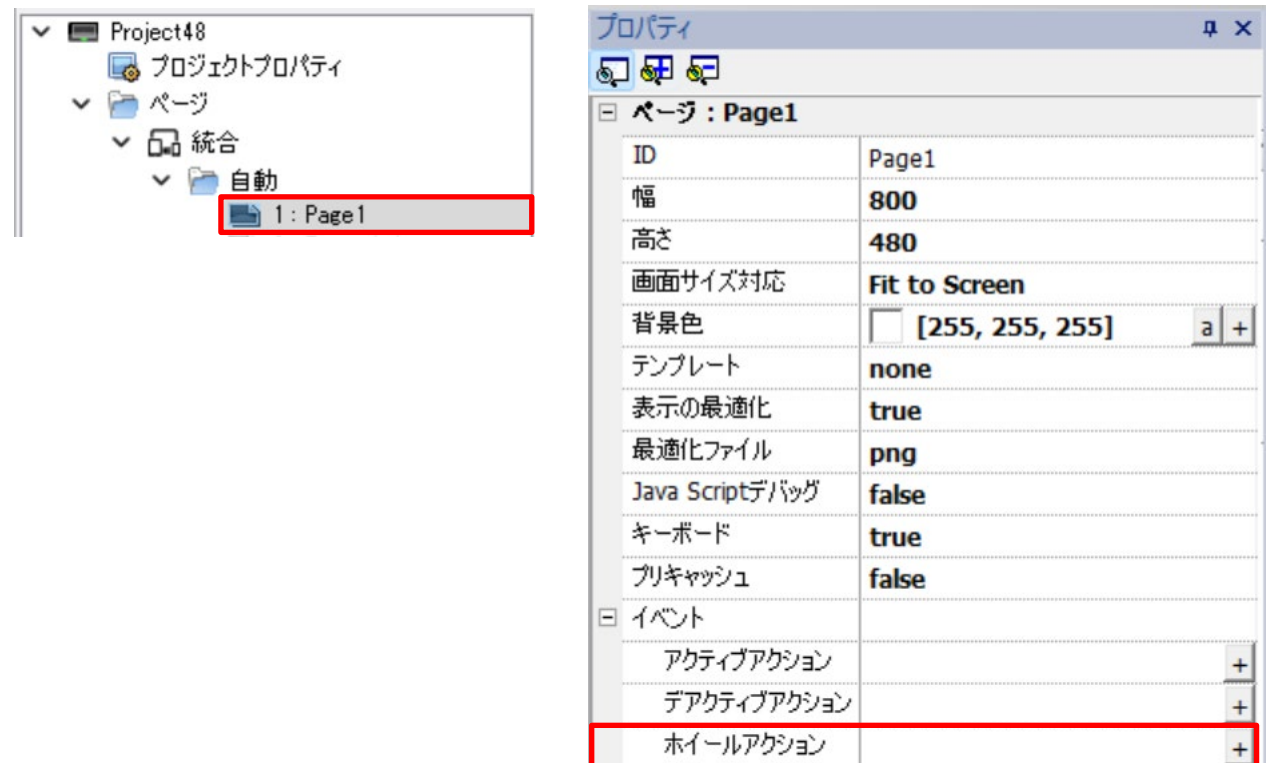 Project48
プロジェクトプロパティ
ページ
統合
自動
1 : Page1
プロパティ
ページ : Page1
ID Page1
幅 800
高さ 480
画面サイズ対応 Fit to Screen
背景色 [255, 255, 255] a +
テンプレート none
表示の最適化 true
最適化ファイル png
Java Scriptデバッグ false
キーボード true
プリキャッシュ false
イベント
アクティブアクション +
デアクティブアクション +
ホイールアクション +